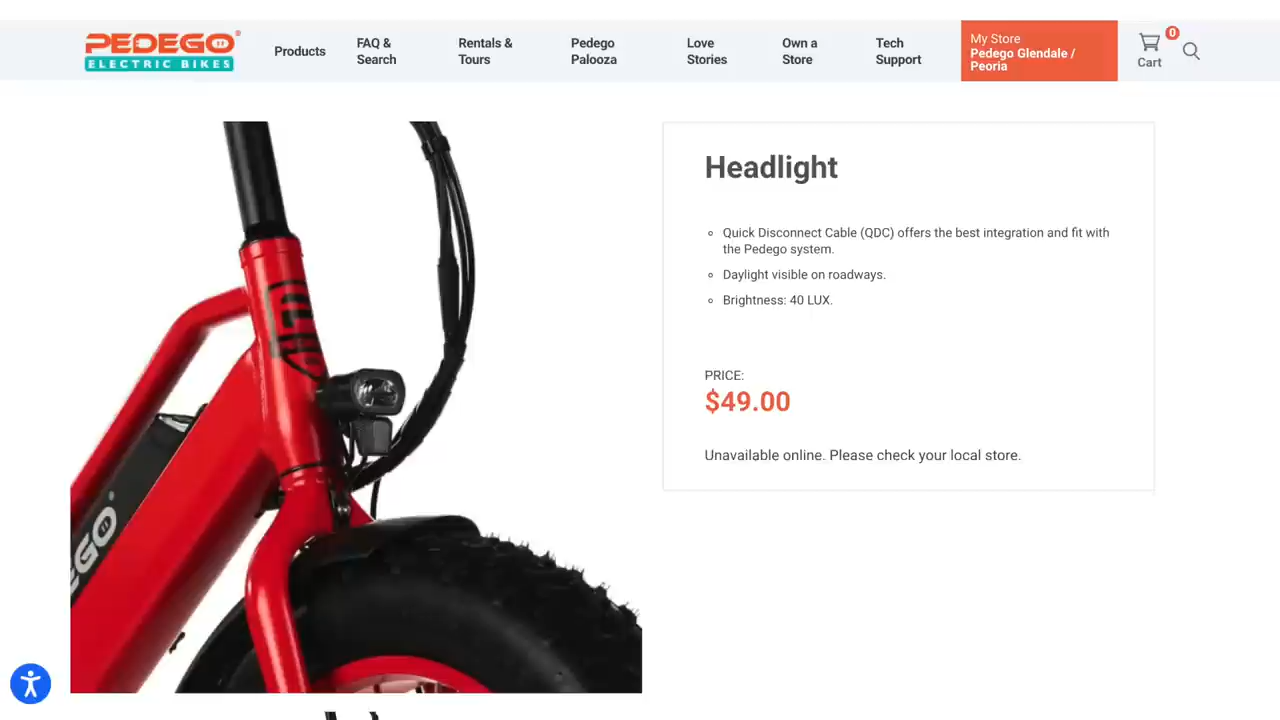 PEDEGO®
ELECTRIC BIKES
Products
FAQ &
Search
Rentals &
Tours
Pedego
Palooza
Love
Stories
Own a
Store
Tech
Support
My Store
Pedego Glendale /
Peoria
0
Cart
Headlight
Quick Disconnect Cable (QDC) offers the best integration and fit with
the Pedego system.
Daylight visible on roadways.
Brightness: 40 LUX.
PRICE:
$49.00
Unavailable online. Please check your local store.
EGO